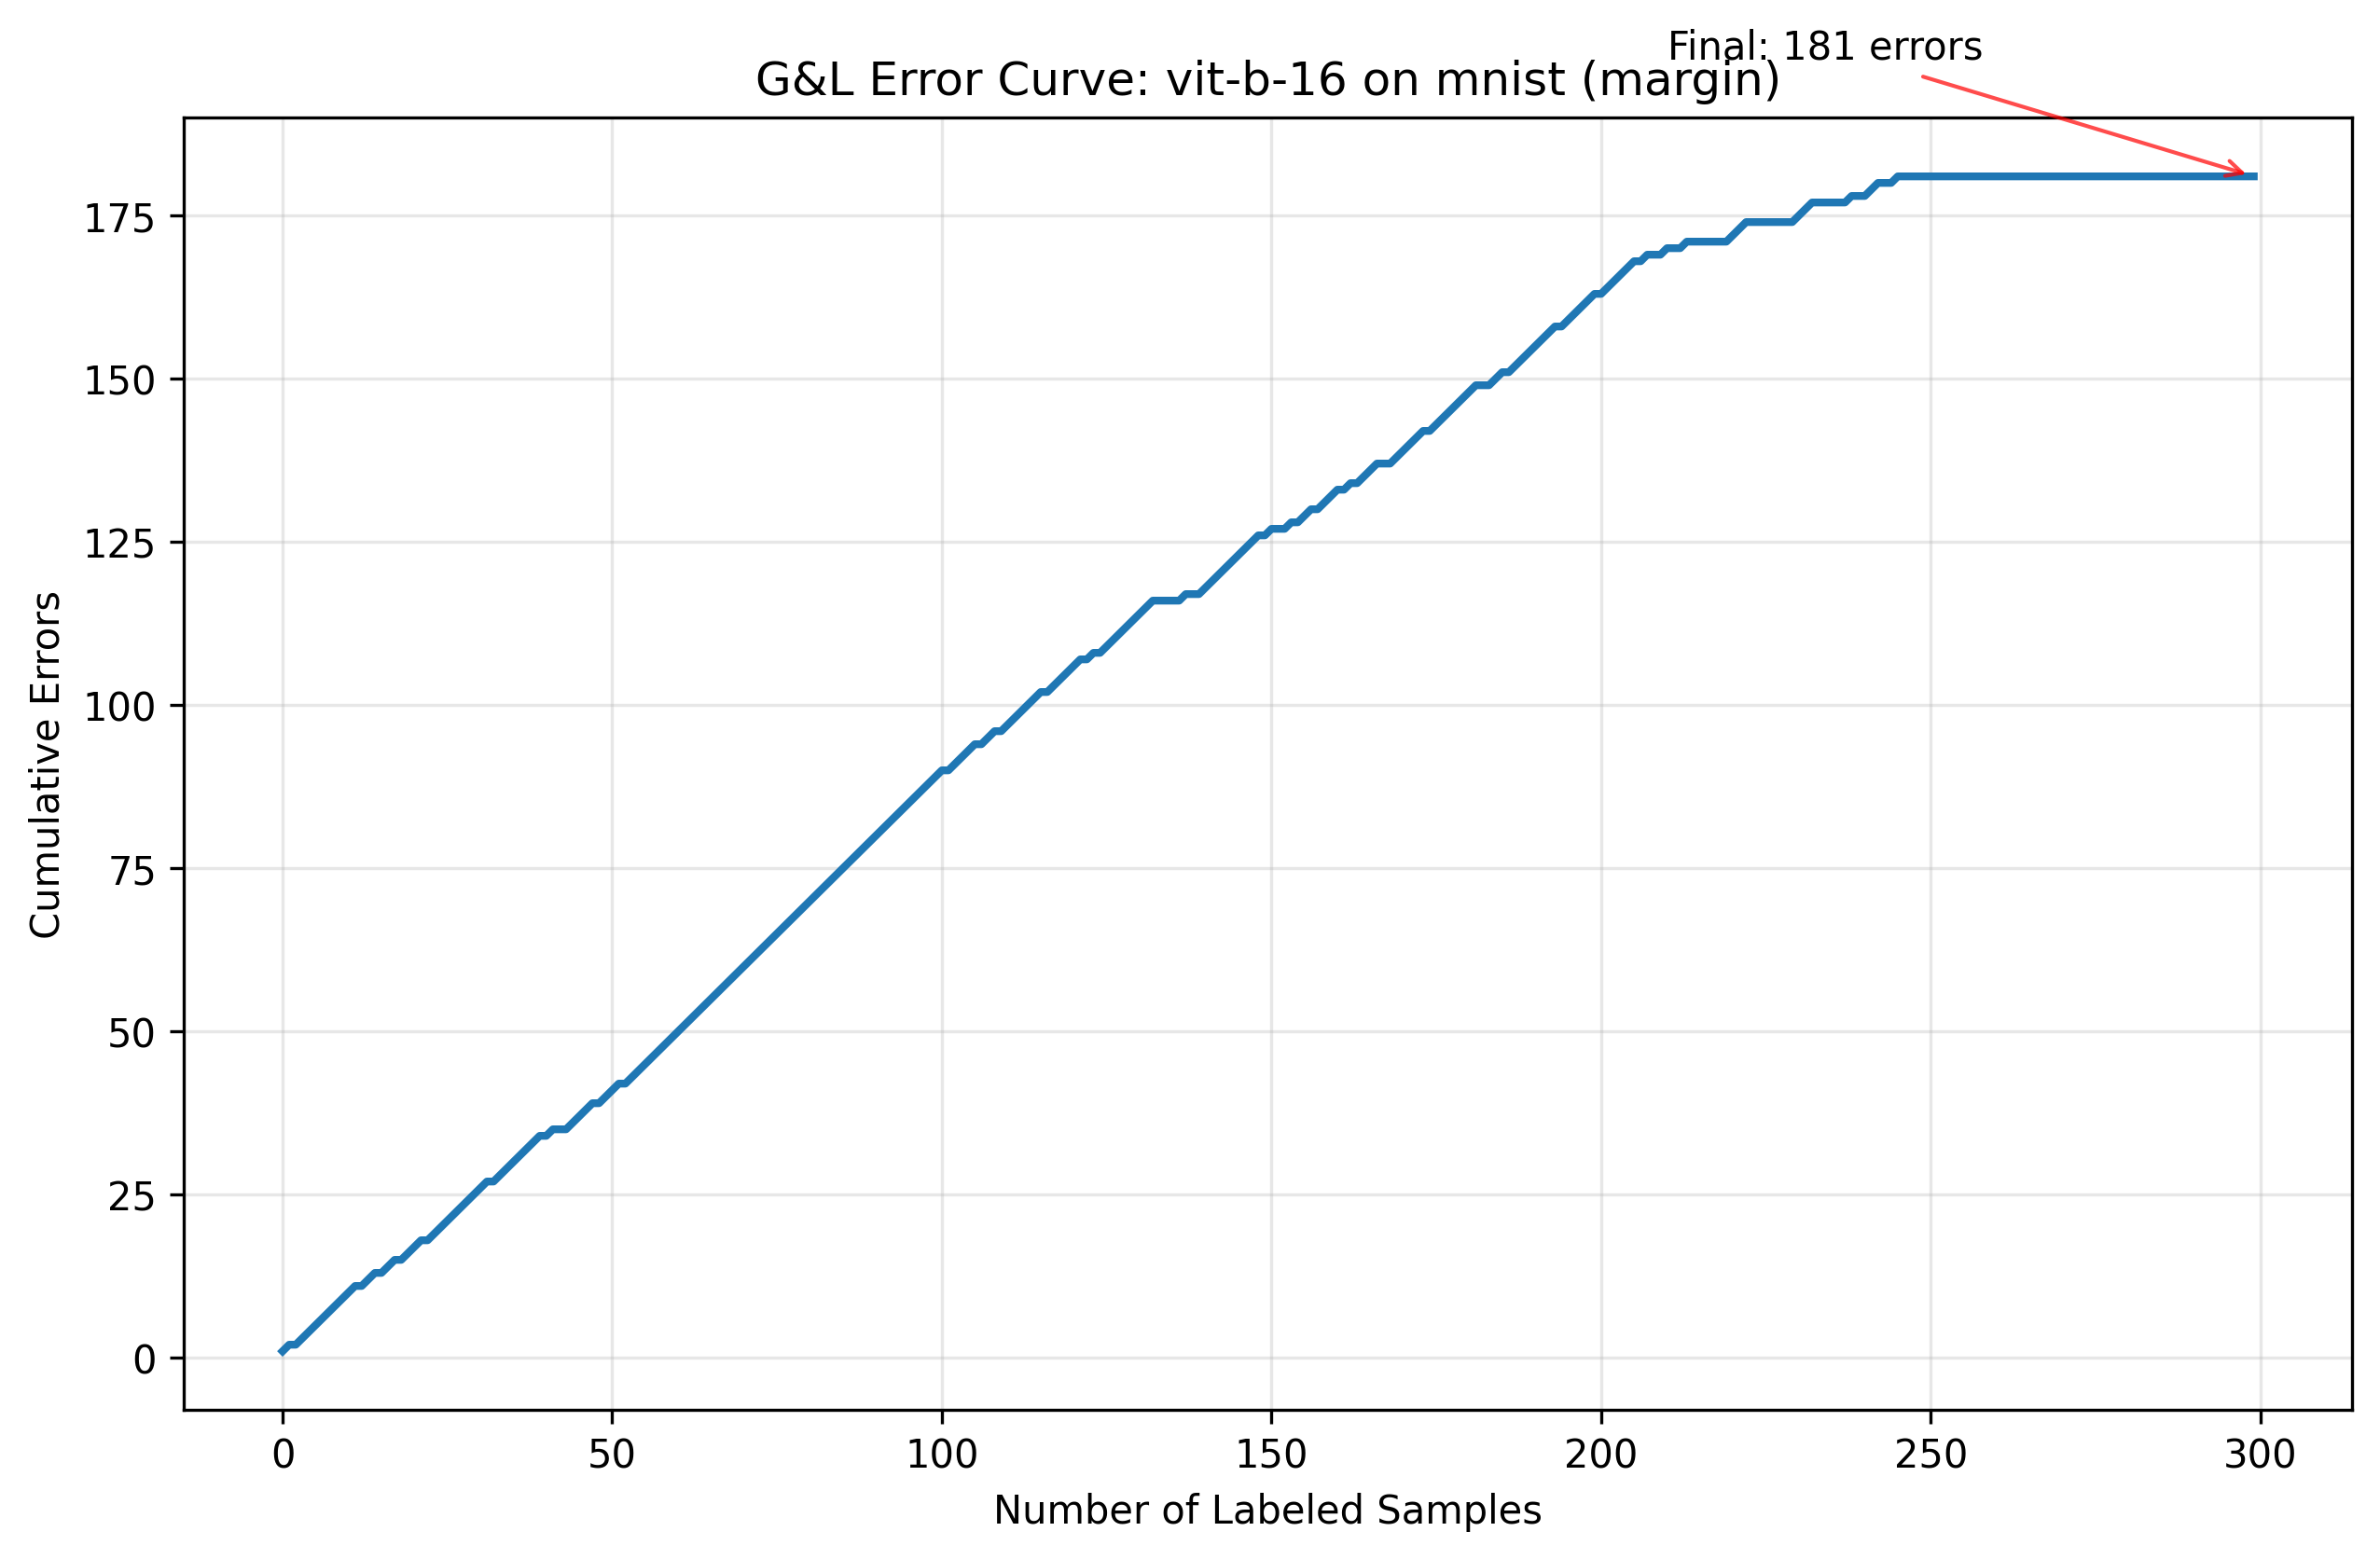 Final: 181 errors
G&L Error Curve: vit-b-16 on mnist (margin)
Cumulative Errors
175
150
125
100
75
50
25
0
0 50 100 150 200 250 300
Number of Labeled Samples